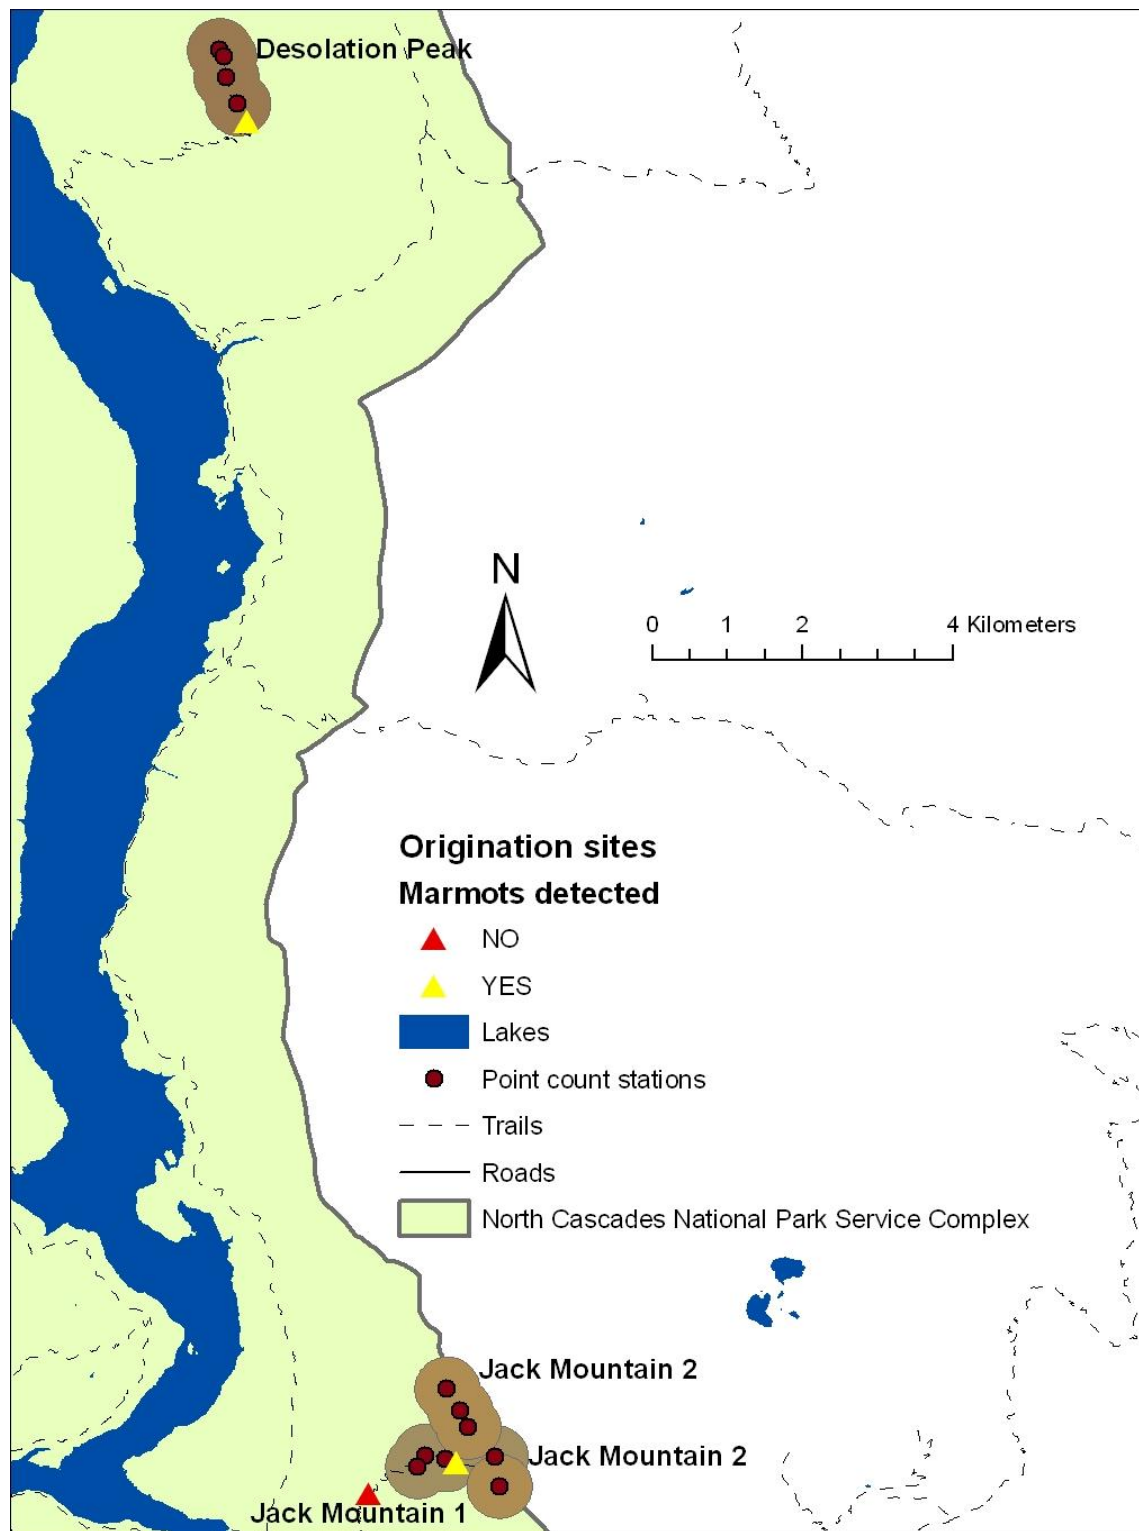 Desolation Peak
N
0 1 2 4 Kilometers
Origination sites
Marmots detected
NO
YES
Lakes
Point count stations
Trails
Roads
North Cascades National Park Service Complex
Jack Mountain 2
Jack Mountain 2
Jack Mountain 1